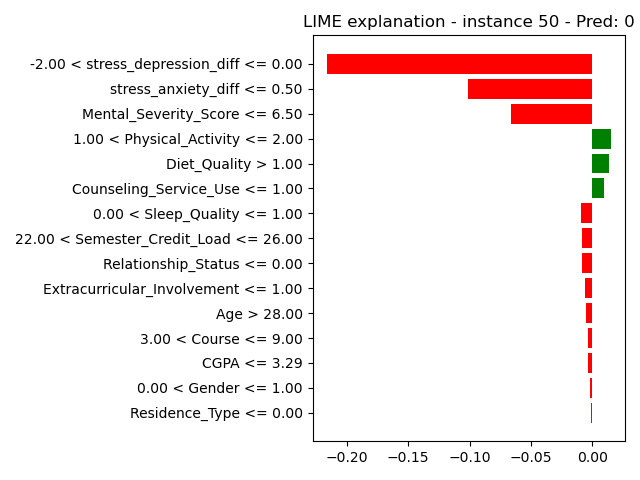 LIME explanation - instance 50 - Pred: 0
-2.00 < stress_depression_diff <= 0.00
stress_anxiety_diff <= 0.50
Mental_Severity_Score <= 6.50
1.00 < Physical_Activity <= 2.00
Diet_Quality > 1.00
Counseling_Service_Use <= 1.00
0.00 < Sleep_Quality <= 1.00
22.00 < Semester_Credit_Load <= 26.00
Relationship_Status <= 0.00
Extracurricular_Involvement <= 1.00
Age > 28.00
3.00 < Course <= 9.00
CGPA <= 3.29
0.00 < Gender <= 1.00
Residence_Type <= 0.00
−0.20 −0.15 −0.10 −0.05 0.00